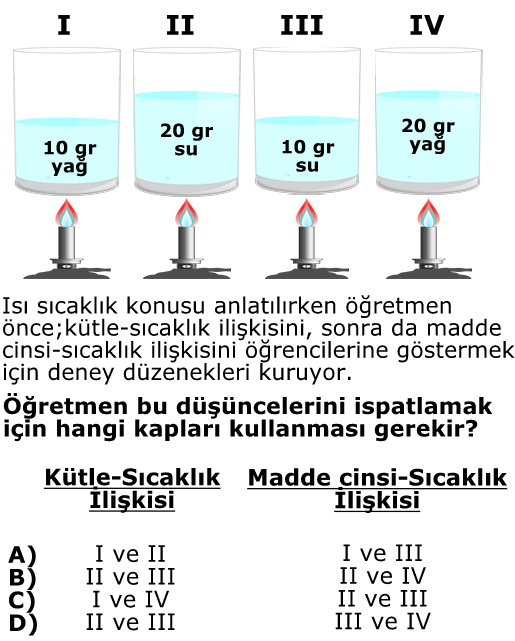 I II III IV
10 gr
yağ
20 gr
su
10 gr
su
20 gr
yağ
Isı sıcaklık konusu anlatılırken öğretmen
önce;kütle-sıcaklık ilişkisini, sonra da madde
cinsi-sıcaklık ilişkisini öğrencilerine göstermek
için deney düzenekleri kuruyor.
Öğretmen bu düşüncelerini ispatlamak
için hangi kapları kullanması gerekir?
Kütle-Sıcaklık
İlişkisi
Madde cinsi-Sıcaklık
İlişkisi
A) I ve II I ve III
B) II ve III II ve IV
C) I ve IV II ve III
D) II ve III III ve IV